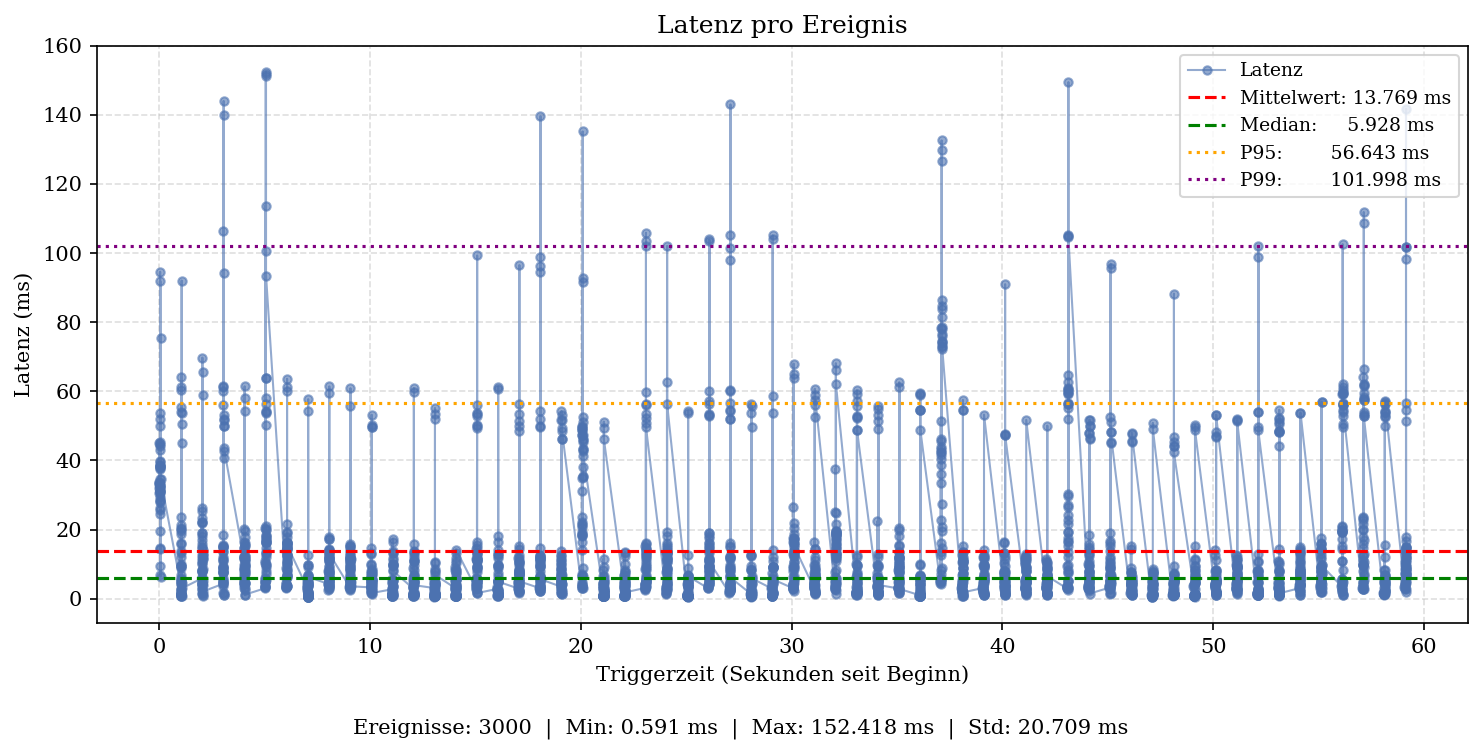 Latenz pro Ereignis
Latenz (ms)
160
140
120
100
80
60
40
20
0
Latenz
Mittelwert: 13.769 ms
Median: 5.928 ms
P95: 56.643 ms
P99: 101.998 ms
0 10 20 30 40 50 60
Triggerzeit (Sekunden seit Beginn)
Ereignisse: 3000 | Min: 0.591 ms | Max: 152.418 ms | Std: 20.709 ms